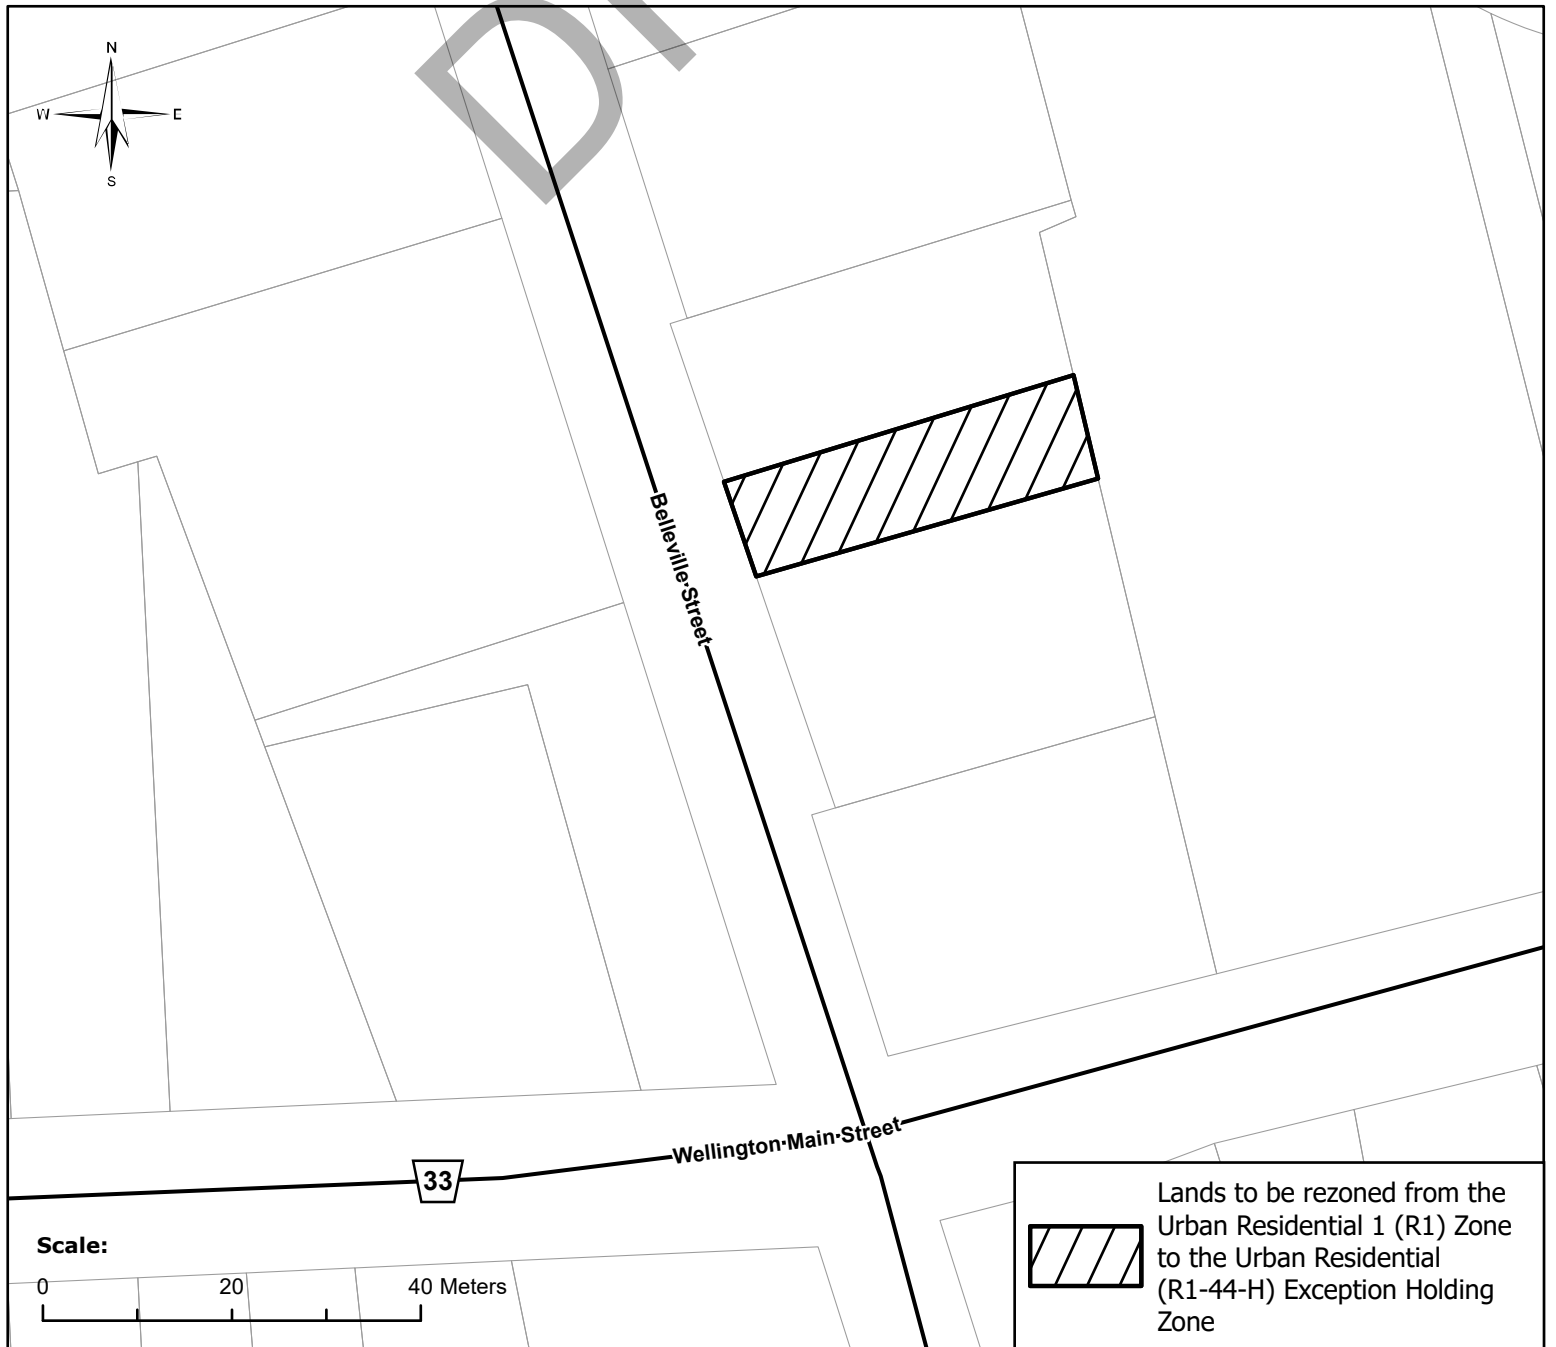 N
W E
S
Belleville Street
Wellington Main Street
33
Scale:
0 20 40 Meters
Lands to be rezoned from the
Urban Residential 1 (R1) Zone
to the Urban Residential
(R1-44-H) Exception Holding
Zone